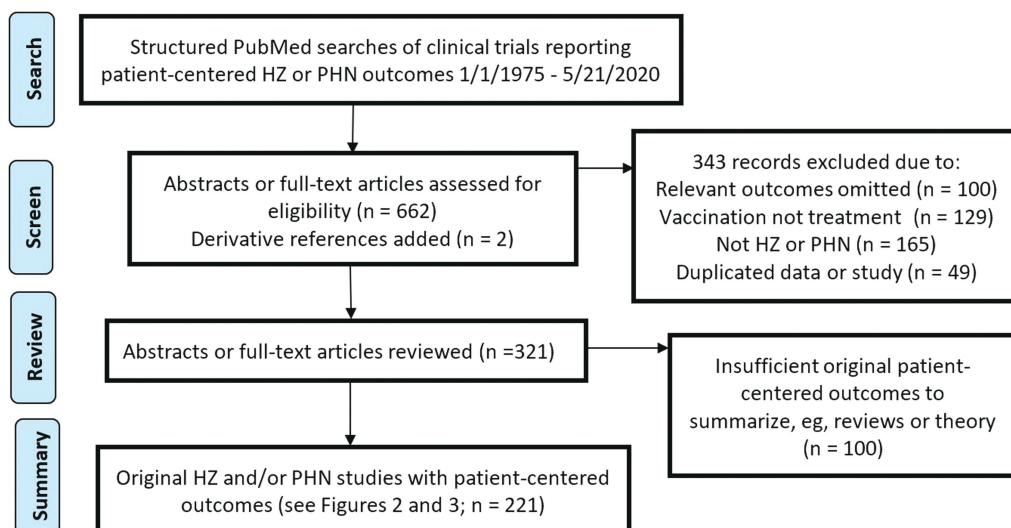 Search
Structured PubMed searches of clinical trials reporting
patient-centered HZ or PHN outcomes 1/1/1975 - 5/21/2020
Screen
Abstracts or full-text articles assessed for
eligibility (n = 662)
Derivative references added (n = 2)
343 records excluded due to:
Relevant outcomes omitted (n = 100)
Vaccination not treatment (n = 129)
Not HZ or PHN (n = 165)
Duplicated data or study (n = 49)
Review
Abstracts or full-text articles reviewed (n =321)
Insufficient original patient-
centered outcomes to
summarize, eg, reviews or theory
(n = 100)
Summary
Original HZ and/or PHN studies with patient-centered
outcomes (see Figures 2 and 3; n = 221)